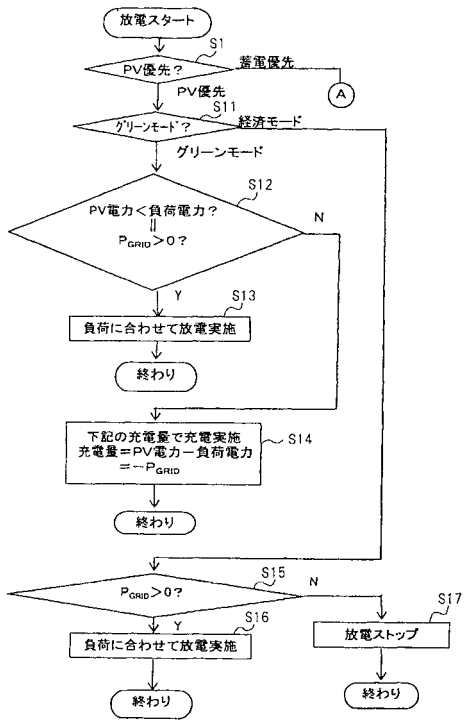 放電スタート
S1
PV優先?
蓄電優先
A
PV優先
S11
グリーンモード?
経済モード
グリーンモード
S12
PV電力<負荷電力?
⇓
PGRID>0?
N
Y
S13
負荷に合わせて放電実施
終わり
下記の充電量で充電実施
充電量=PV電力-負荷電力
=-PGRID
S14
終わり
S15
PGRID>0?
N
Y
S16
S17
負荷に合わせて放電実施
放電ストップ
終わり
終わり